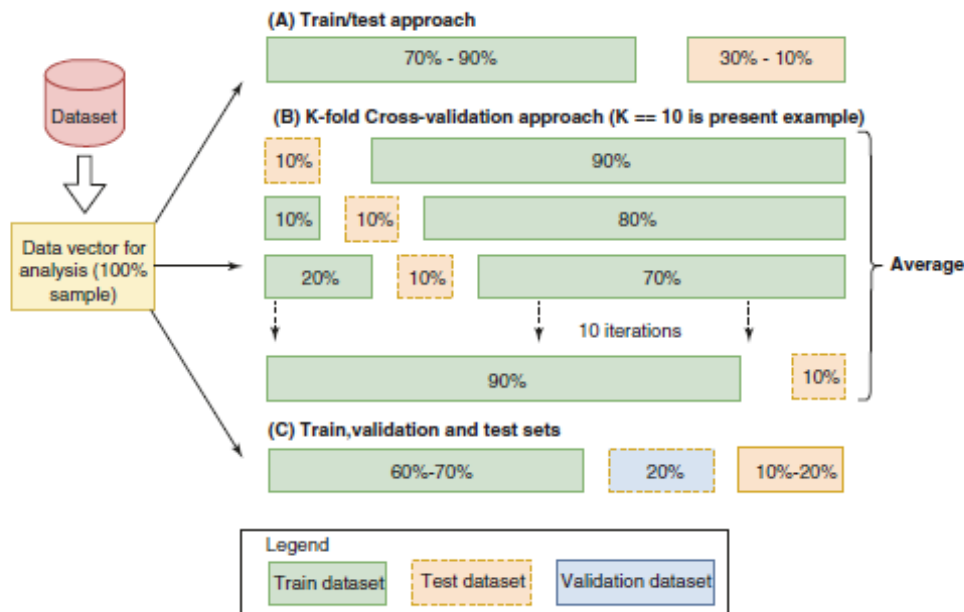 (A) Train/test approach
70% - 90%
30% - 10%
Dataset
(B) K-fold Cross-validation approach (K == 10 is present example)
10%
90%
10%
10%
80%
Data vector for
analysis (100%
sample)
20%
10%
70%
Average
10 iterations
90%
10%
(C) Train,validation and test sets
60%-70%
20%
10%-20%
Legend
Train dataset
Test dataset
Validation dataset